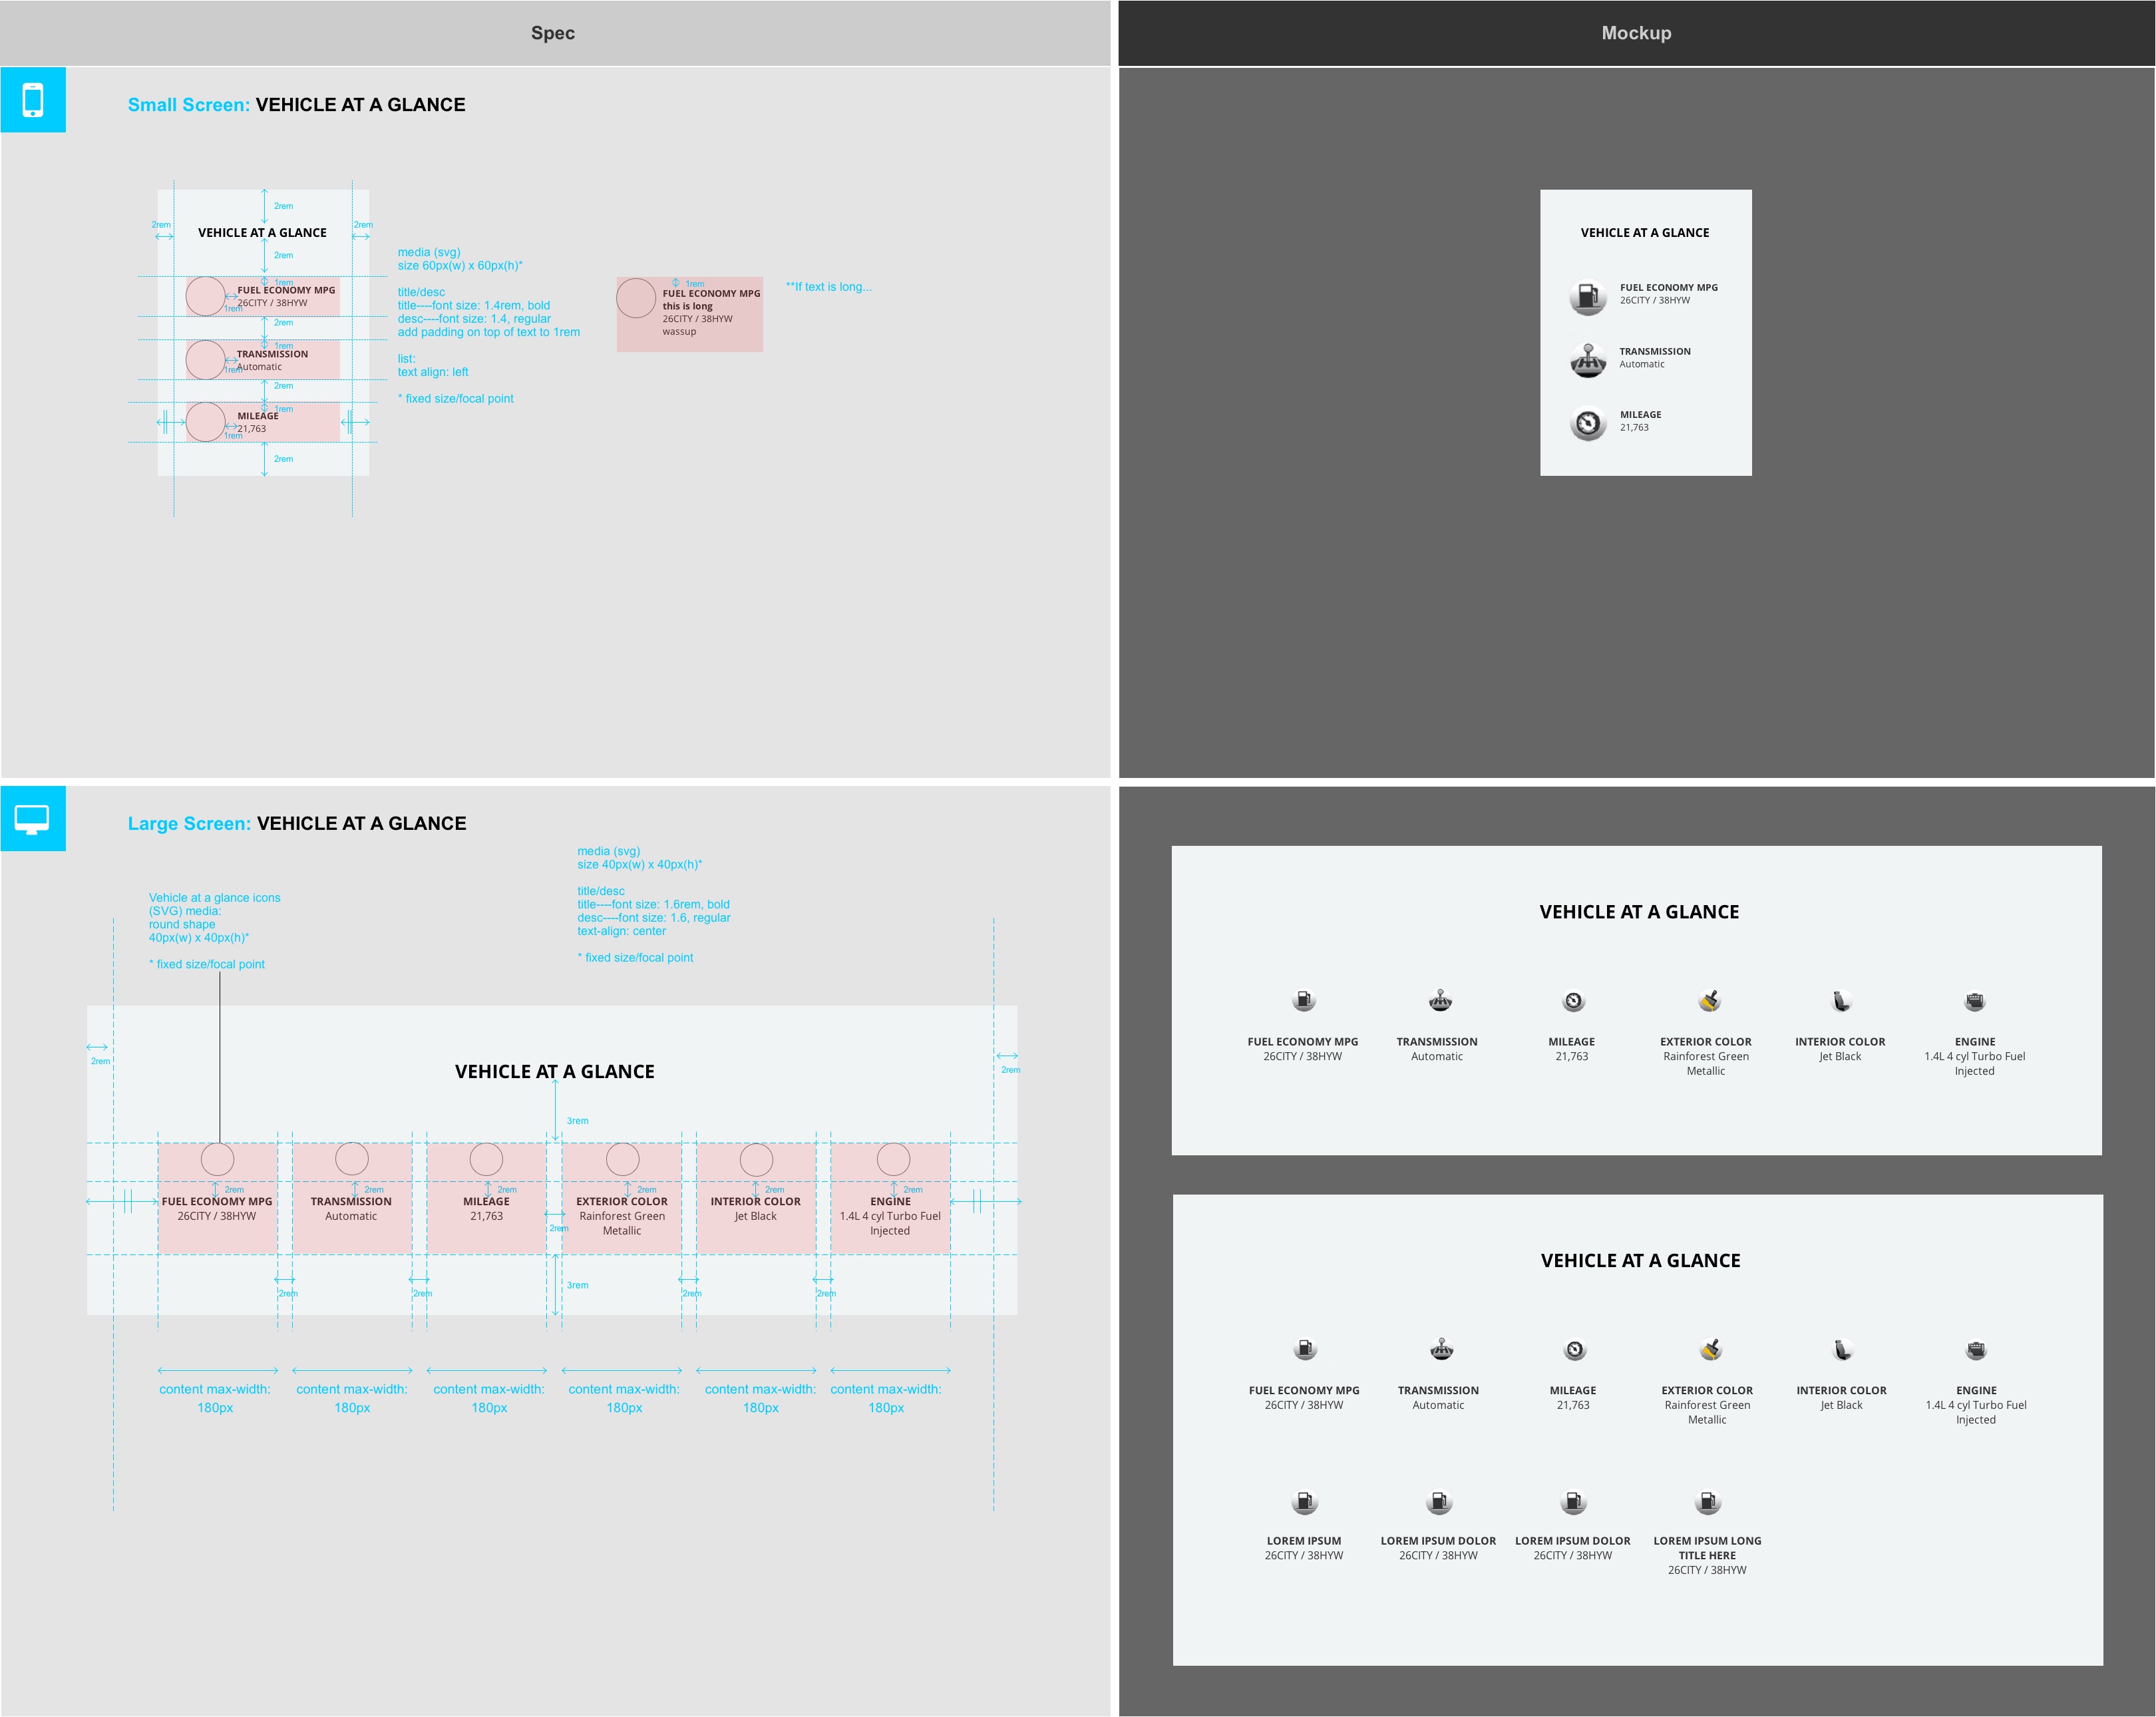 Spec
Mockup
Small Screen: VEHICLE AT A GLANCE
2rem
2rem
2rem
VEHICLE AT A GLANCE
2rem
1rem
FUEL ECONOMY MPG
26CITY / 38HYW
1rem
2rem
1rem
TRANSMISSION
Automatic
1rem
2rem
1rem
MILEAGE
21,763
1rem
2rem
media (svg)
size 60px(w) x 60px(h)*
title/desc
title----font size: 1.4rem, bold
desc----font size: 1.4, regular
add padding on top of text to 1rem
list:
text align: left
* fixed size/focal point
1rem
FUEL ECONOMY MPG
this is long
26CITY / 38HYW
wassup
**If text is long...
VEHICLE AT A GLANCE
FUEL ECONOMY MPG
26CITY / 38HYW
TRANSMISSION
Automatic
MILEAGE
21,763
Large Screen: VEHICLE AT A GLANCE
Vehicle at a glance icons
(SVG) media:
round shape
40px(w) x 40px(h)*
* fixed size/focal point
media (svg)
size 40px(w) x 40px(h)*
title/desc
title----font size: 1.6rem, bold
desc----font size: 1.6, regular
text-align: center
* fixed size/focal point
2rem
2rem
VEHICLE AT A GLANCE
3rem
2rem
FUEL ECONOMY MPG
26CITY / 38HYW
2rem
TRANSMISSION
Automatic
2rem
MILEAGE
21,763
2rem
2rem
EXTERIOR COLOR
Rainforest Green
Metallic
2rem
INTERIOR COLOR
Jet Black
2rem
ENGINE
1.4L 4 cyl Turbo Fuel
Injected
2rem
2rem
3rem
2rem
2rem
content max-width:
180px
content max-width:
180px
content max-width:
180px
content max-width:
180px
content max-width:
180px
content max-width:
180px
VEHICLE AT A GLANCE
FUEL ECONOMY MPG
26CITY / 38HYW
TRANSMISSION
Automatic
MILEAGE
21,763
EXTERIOR COLOR
Rainforest Green
Metallic
INTERIOR COLOR
Jet Black
ENGINE
1.4L 4 cyl Turbo Fuel
Injected
VEHICLE AT A GLANCE
FUEL ECONOMY MPG
26CITY / 38HYW
TRANSMISSION
Automatic
MILEAGE
21,763
EXTERIOR COLOR
Rainforest Green
Metallic
INTERIOR COLOR
Jet Black
ENGINE
1.4L 4 cyl Turbo Fuel
Injected
LOREM IPSUM
26CITY / 38HYW
LOREM IPSUM DOLOR
26CITY / 38HYW
LOREM IPSUM DOLOR
26CITY / 38HYW
LOREM IPSUM LONG
TITLE HERE
26CITY / 38HYW